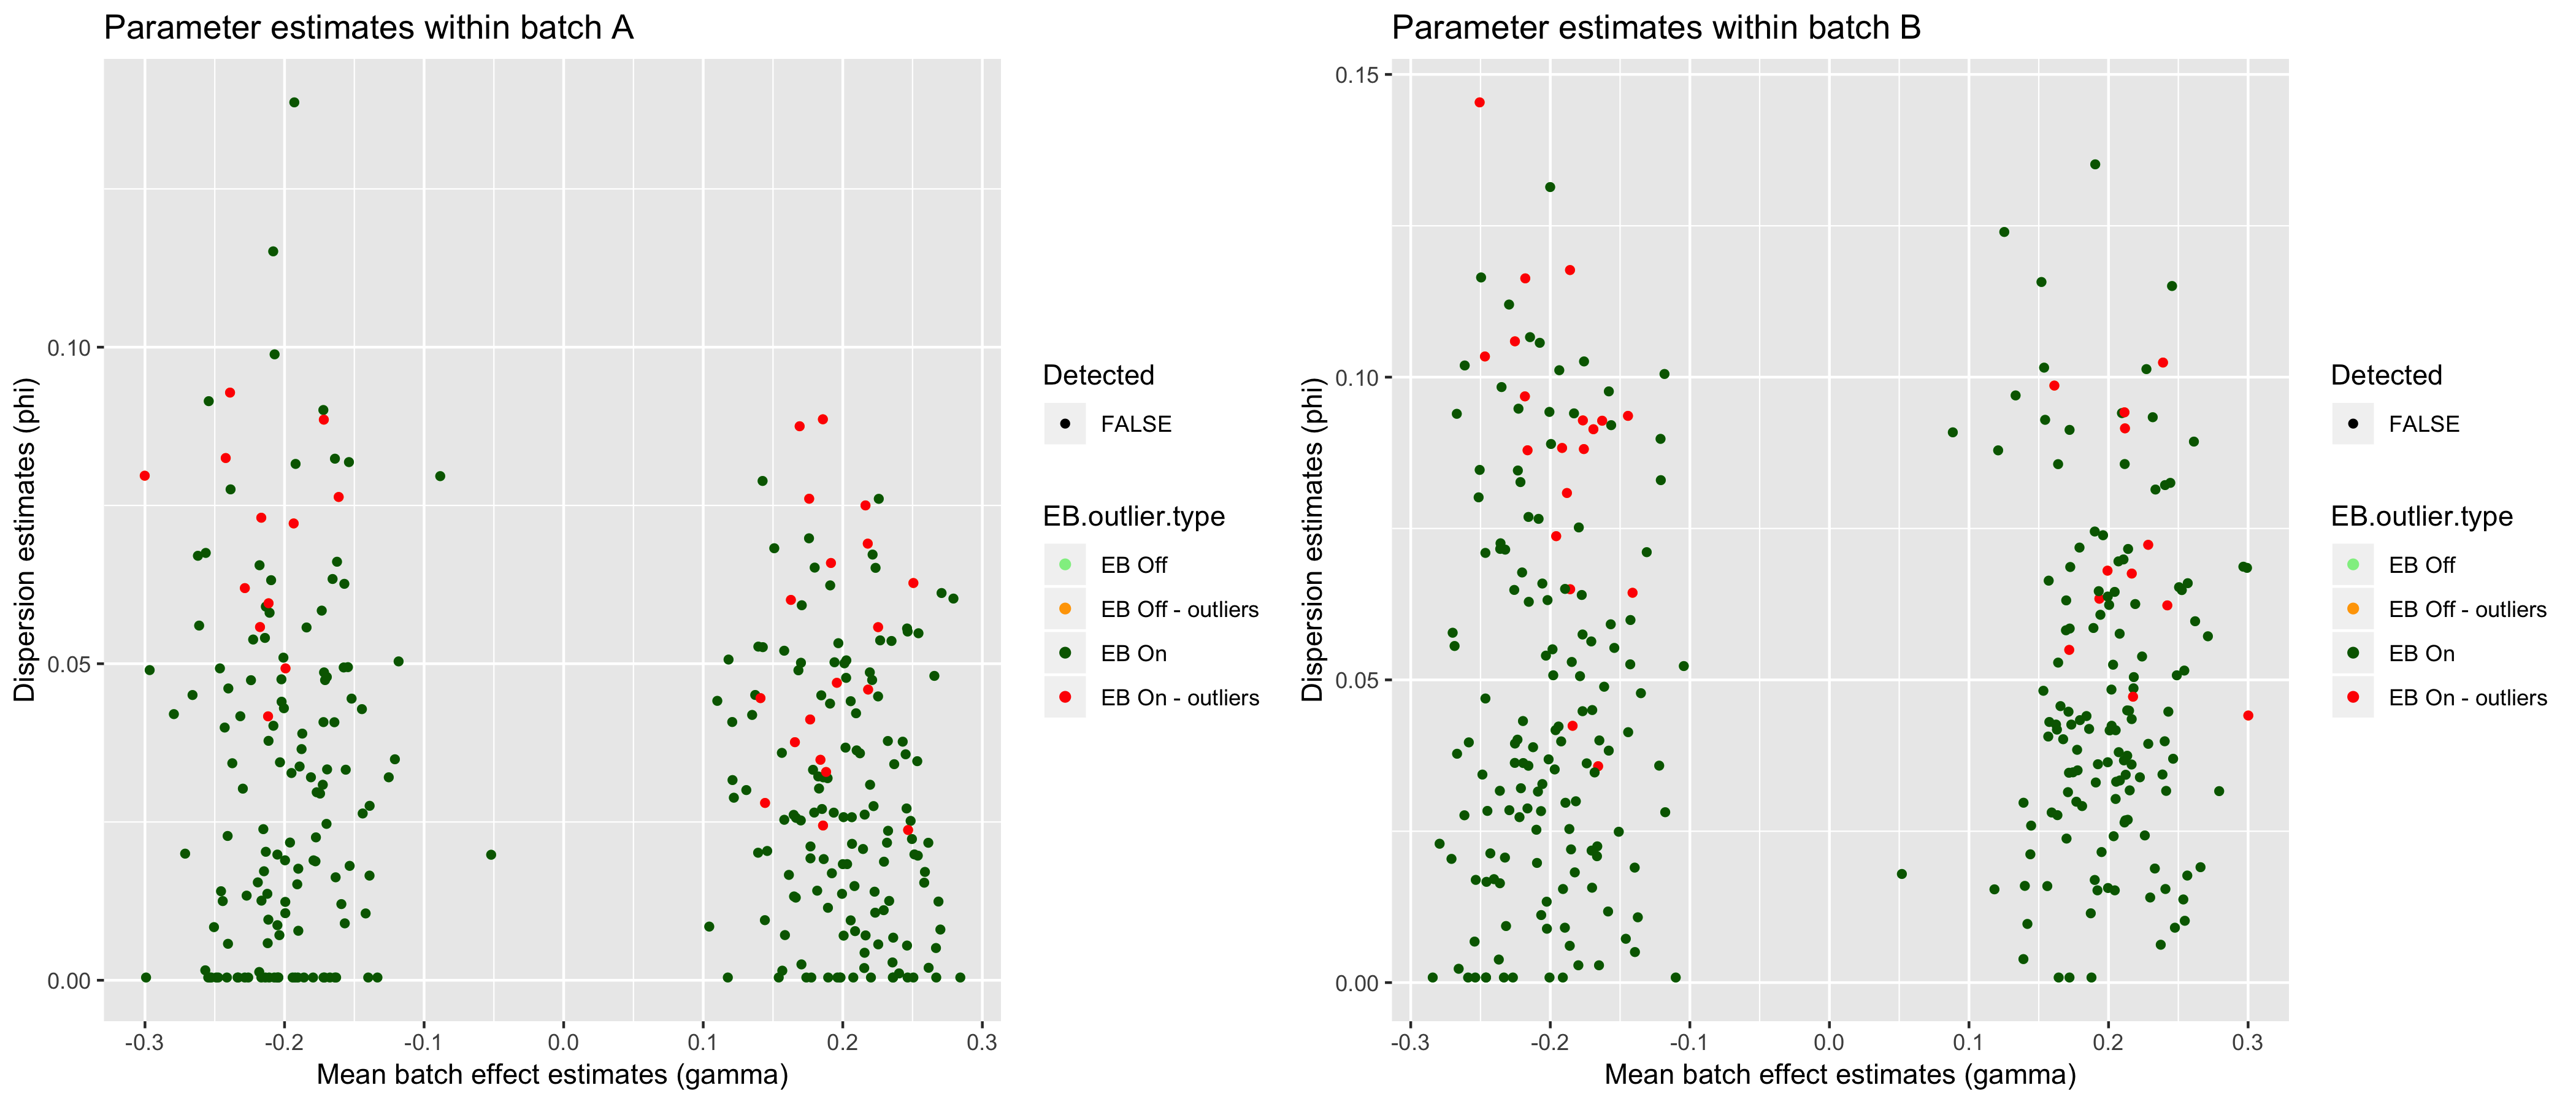 Parameter estimates within batch A
Dispersion estimates (phi)
0.10
0.05
0.00
-0.3 -0.2 -0.1 0.0 0.1 0.2 0.3
Mean batch effect estimates (gamma)
Detected
FALSE
EB.outlier.type
EB Off
EB Off - outliers
EB On
EB On - outliers
Parameter estimates within batch B
Dispersion estimates (phi)
0.15
0.10
0.05
0.00
-0.3 -0.2 -0.1 0.0 0.1 0.2 0.3
Mean batch effect estimates (gamma)
Detected
FALSE
EB.outlier.type
EB Off
EB Off - outliers
EB On
EB On - outliers